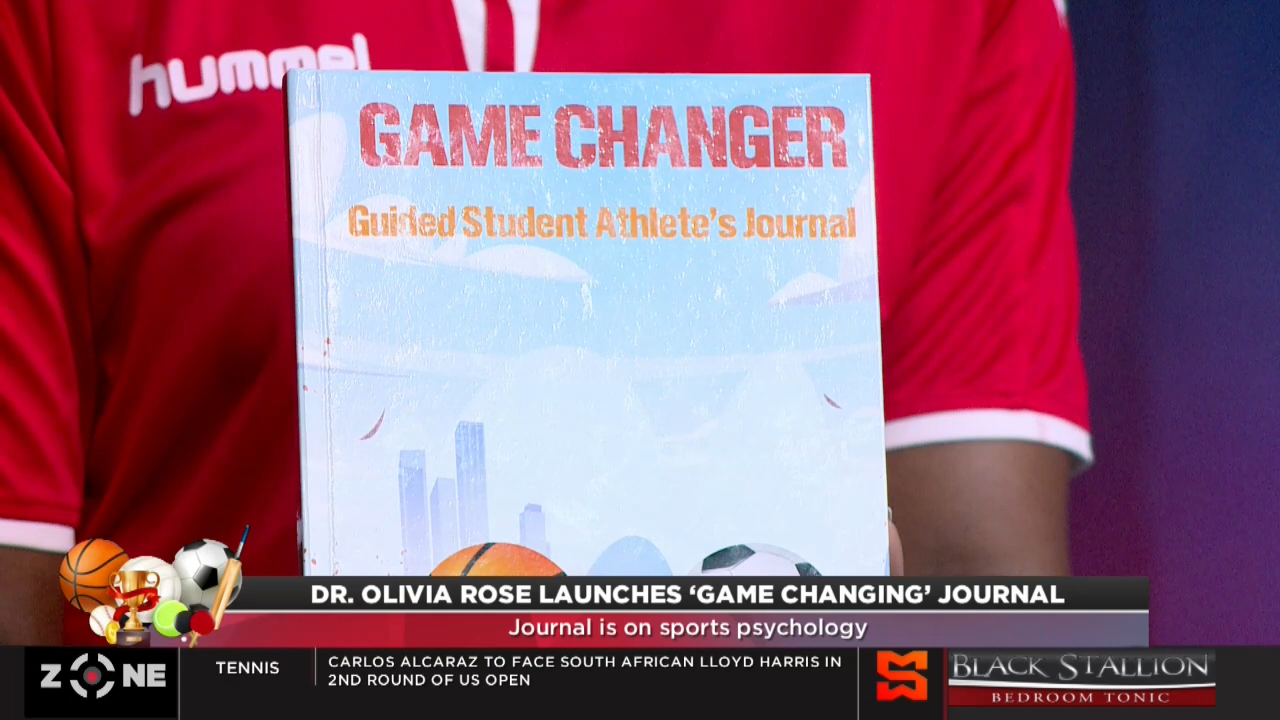 hummel
GAME CHANGER
Guided Student Athlete's Journal
DR. OLIVIA ROSE LAUNCHES ‘GAME CHANGING’ JOURNAL
Journal is on sports psychology
ZONE
TENNIS
CARLOS ALCARAZ TO FACE SOUTH AFRICAN LLOYD HARRIS IN
2ND ROUND OF US OPEN
BLACK STALLION
BEDROOM TONIC